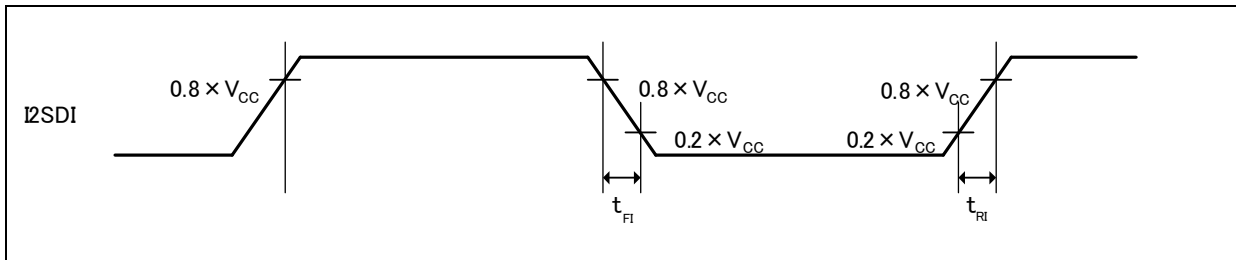 0.8 × VCC 0.8 × VCC 0.8 × VCC
I2SDI
0.2 × VCC 0.2 × VCC
tFI tRI